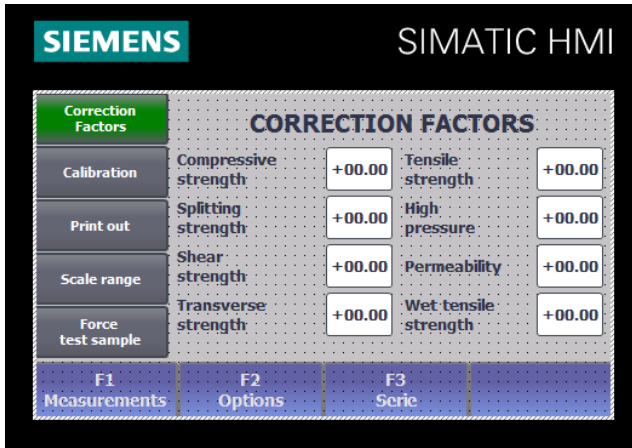 SIEMENS
SIMATIC HMI
Correction
Factors
CORRECTION FACTORS
Calibration
Print out
Scale range
Force
test sample
Compressive
strength
+00.00
Tensile
strength
+00.00
Splitting
strength
+00.00
High
pressure
+00.00
Shear
strength
+00.00
Permeability
+00.00
Transverse
strength
+00.00
Wet tensile
strength
+00.00
F1
Measurements
F2
Options
F3
Serie